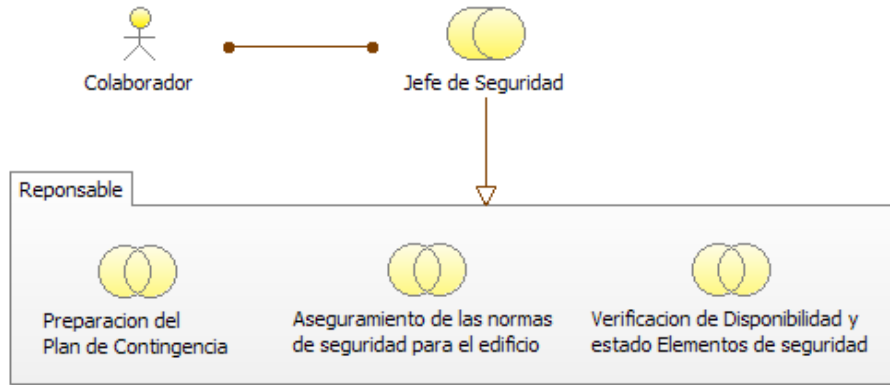 Colaborador
Jefe de Seguridad
Reponsable
Preparacion del
Plan de Contingencia
Aseguramiento de las normas
de seguridad para el edificio
Verificacion de Disponibilidad y
estado Elementos de seguridad